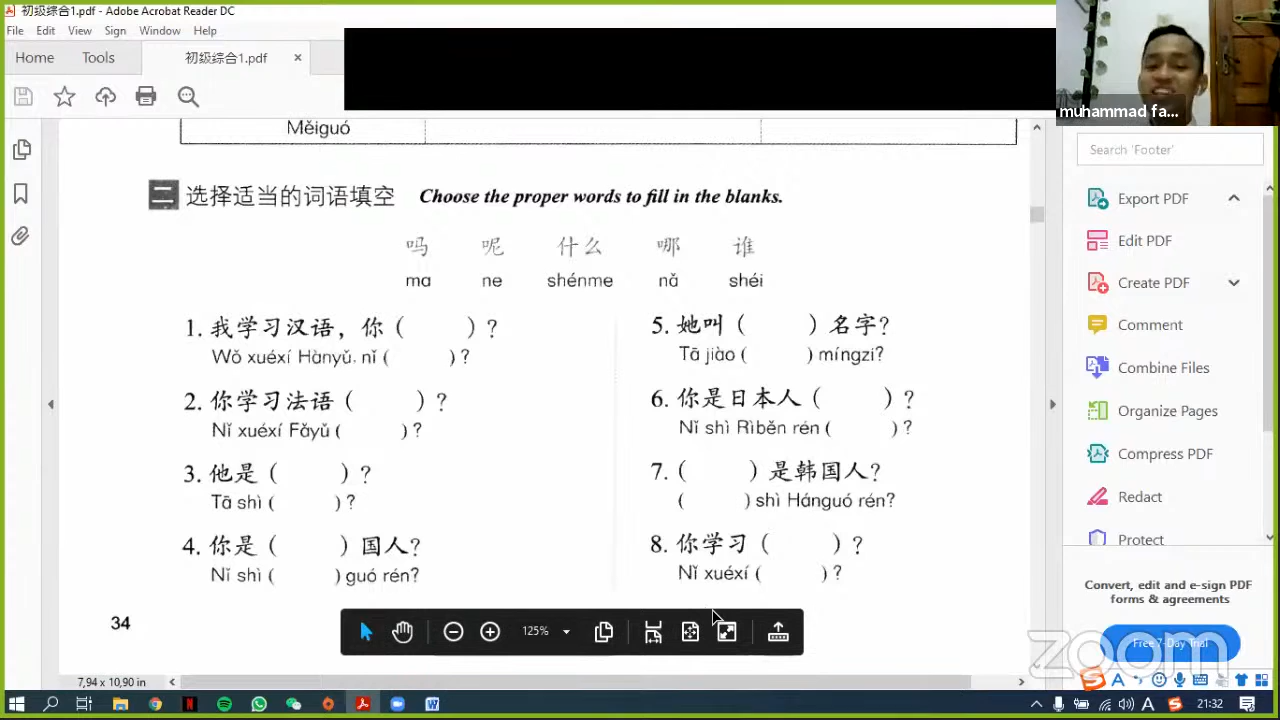 初级综合1.pdf - Adobe Acrobat Reader DC
File Edit View Sign Window Help
Home Tools 初级综合1.pdf ×
muhammad fa...
Měiguó
Search 'Footer'
二 选择适当的词语填空 Choose the proper words to fill in the blanks.
吗 呢 什么 哪 谁
ma ne shénme nǎ shéi
1. 我学习汉语，你（ ）？
Wǒ xuéxí Hànyǔ, nǐ ( )?
2. 你学习法语（ ）？
Nǐ xuéxí Fǎyǔ ( )?
3. 他是（ ）？
Tā shì ( )?
4. 你是（ ）国人？
Nǐ shì ( ) guó rén?
5. 她叫（ ）名字？
Tā jiào ( ) míngzi?
6. 你是日本人（ ）？
Nǐ shì Rìběn rén ( )?
7. （ ）是韩国人？
( ) shì Hánguó rén?
8. 你学习（ ）？
Nǐ xuéxí ( )?
34
125%
7,94 x 10,90 in
Export PDF
Edit PDF
Create PDF
Comment
Combine Files
Organize Pages
Compress PDF
Redact
Protect
Convert, edit and e-sign PDF
forms & agreements
Free 7-Day Trial
zoom
21:32